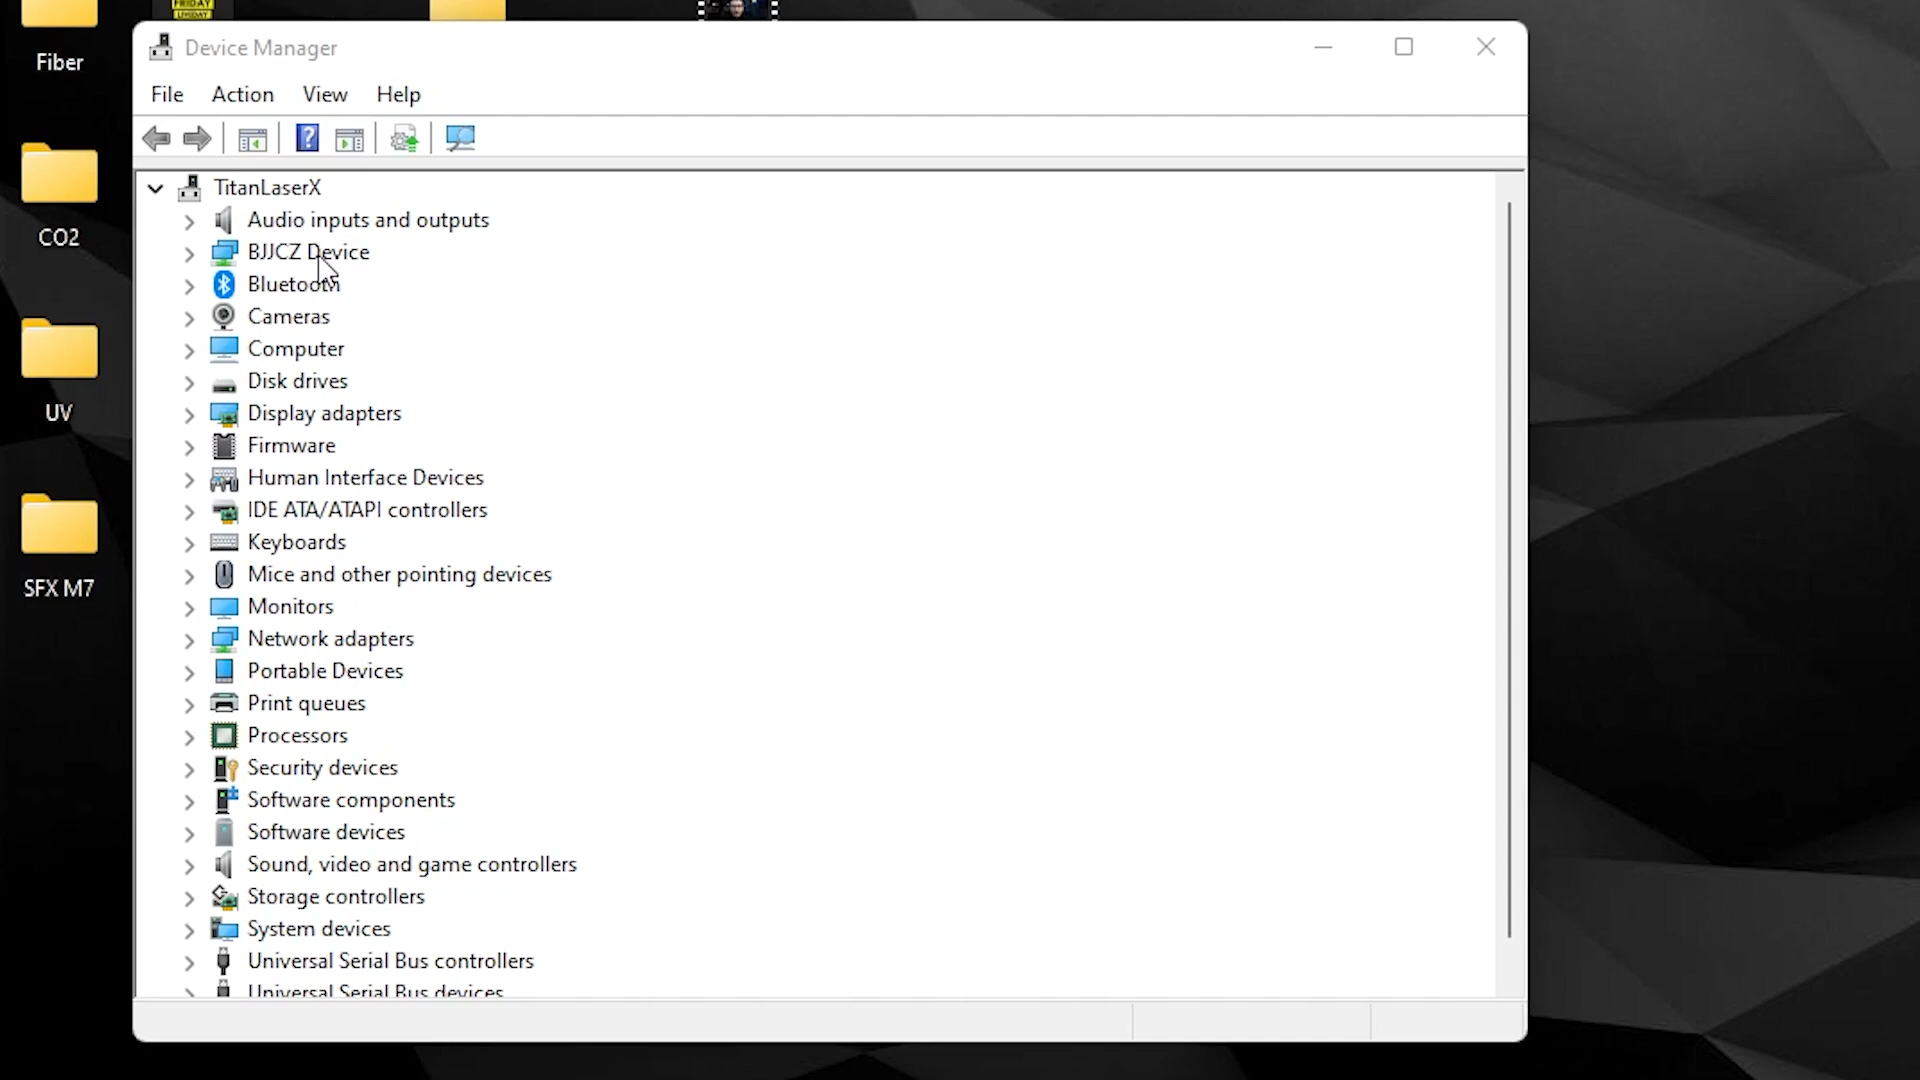 FRIDAY
LIVEDAY
Fiber
CO2
UV
SFX M7
Device Manager
File Action View Help
TitanLaserX
Audio inputs and outputs
BJJCZ Device
Bluetooth
Cameras
Computer
Disk drives
Display adapters
Firmware
Human Interface Devices
IDE ATA/ATAPI controllers
Keyboards
Mice and other pointing devices
Monitors
Network adapters
Portable Devices
Print queues
Processors
Security devices
Software components
Software devices
Sound, video and game controllers
Storage controllers
System devices
Universal Serial Bus controllers
Universal Serial Bus devices